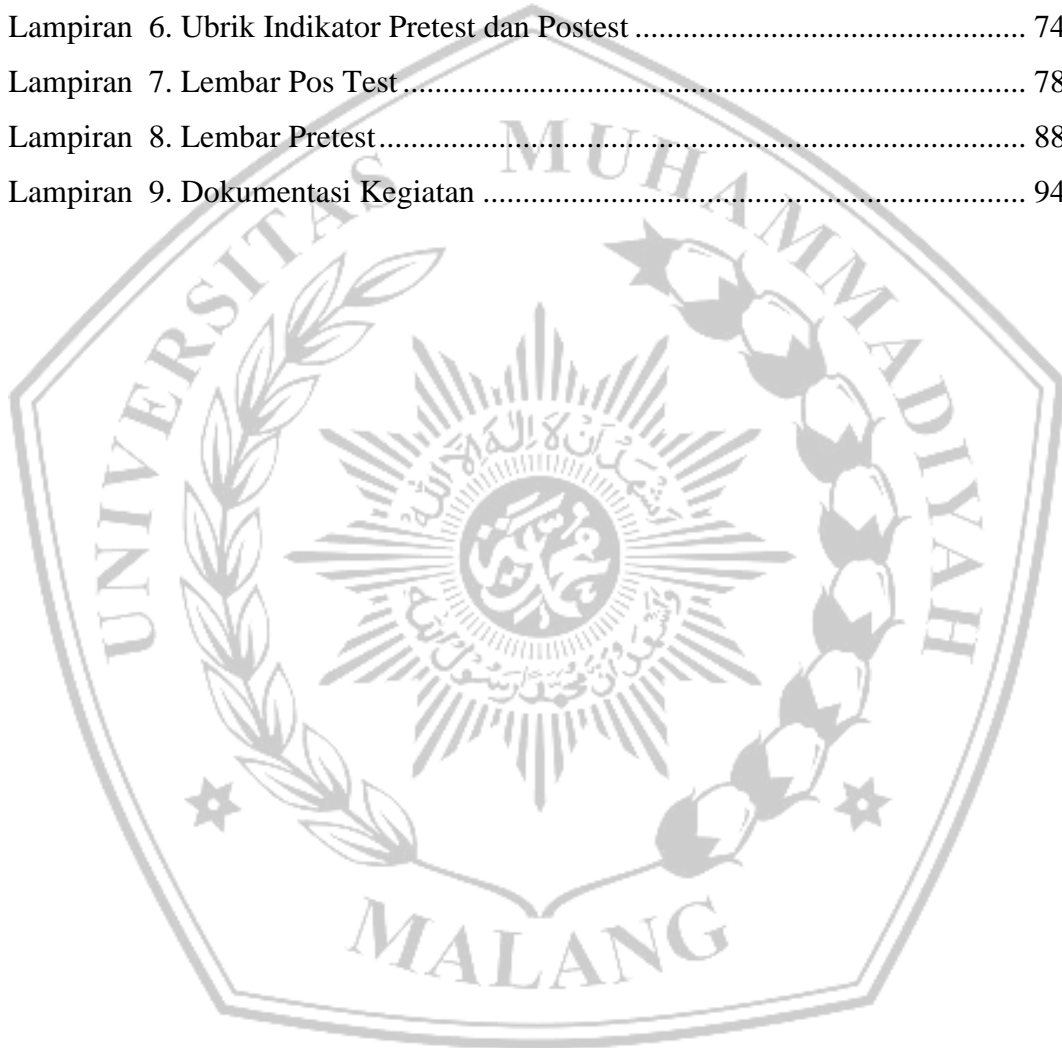 Lampiran 6. Ubrik Indikator Pretest dan Postest ................................................ 74
Lampiran 7. Lembar Pos Test ............................................................................. 78
Lampiran 8. Lembar Pretest ................................................................................ 88
Lampiran 9. Dokumentasi Kegiatan ................................................................... 94
UNIVERSITAS MUHAMMADIYAH
MALANG